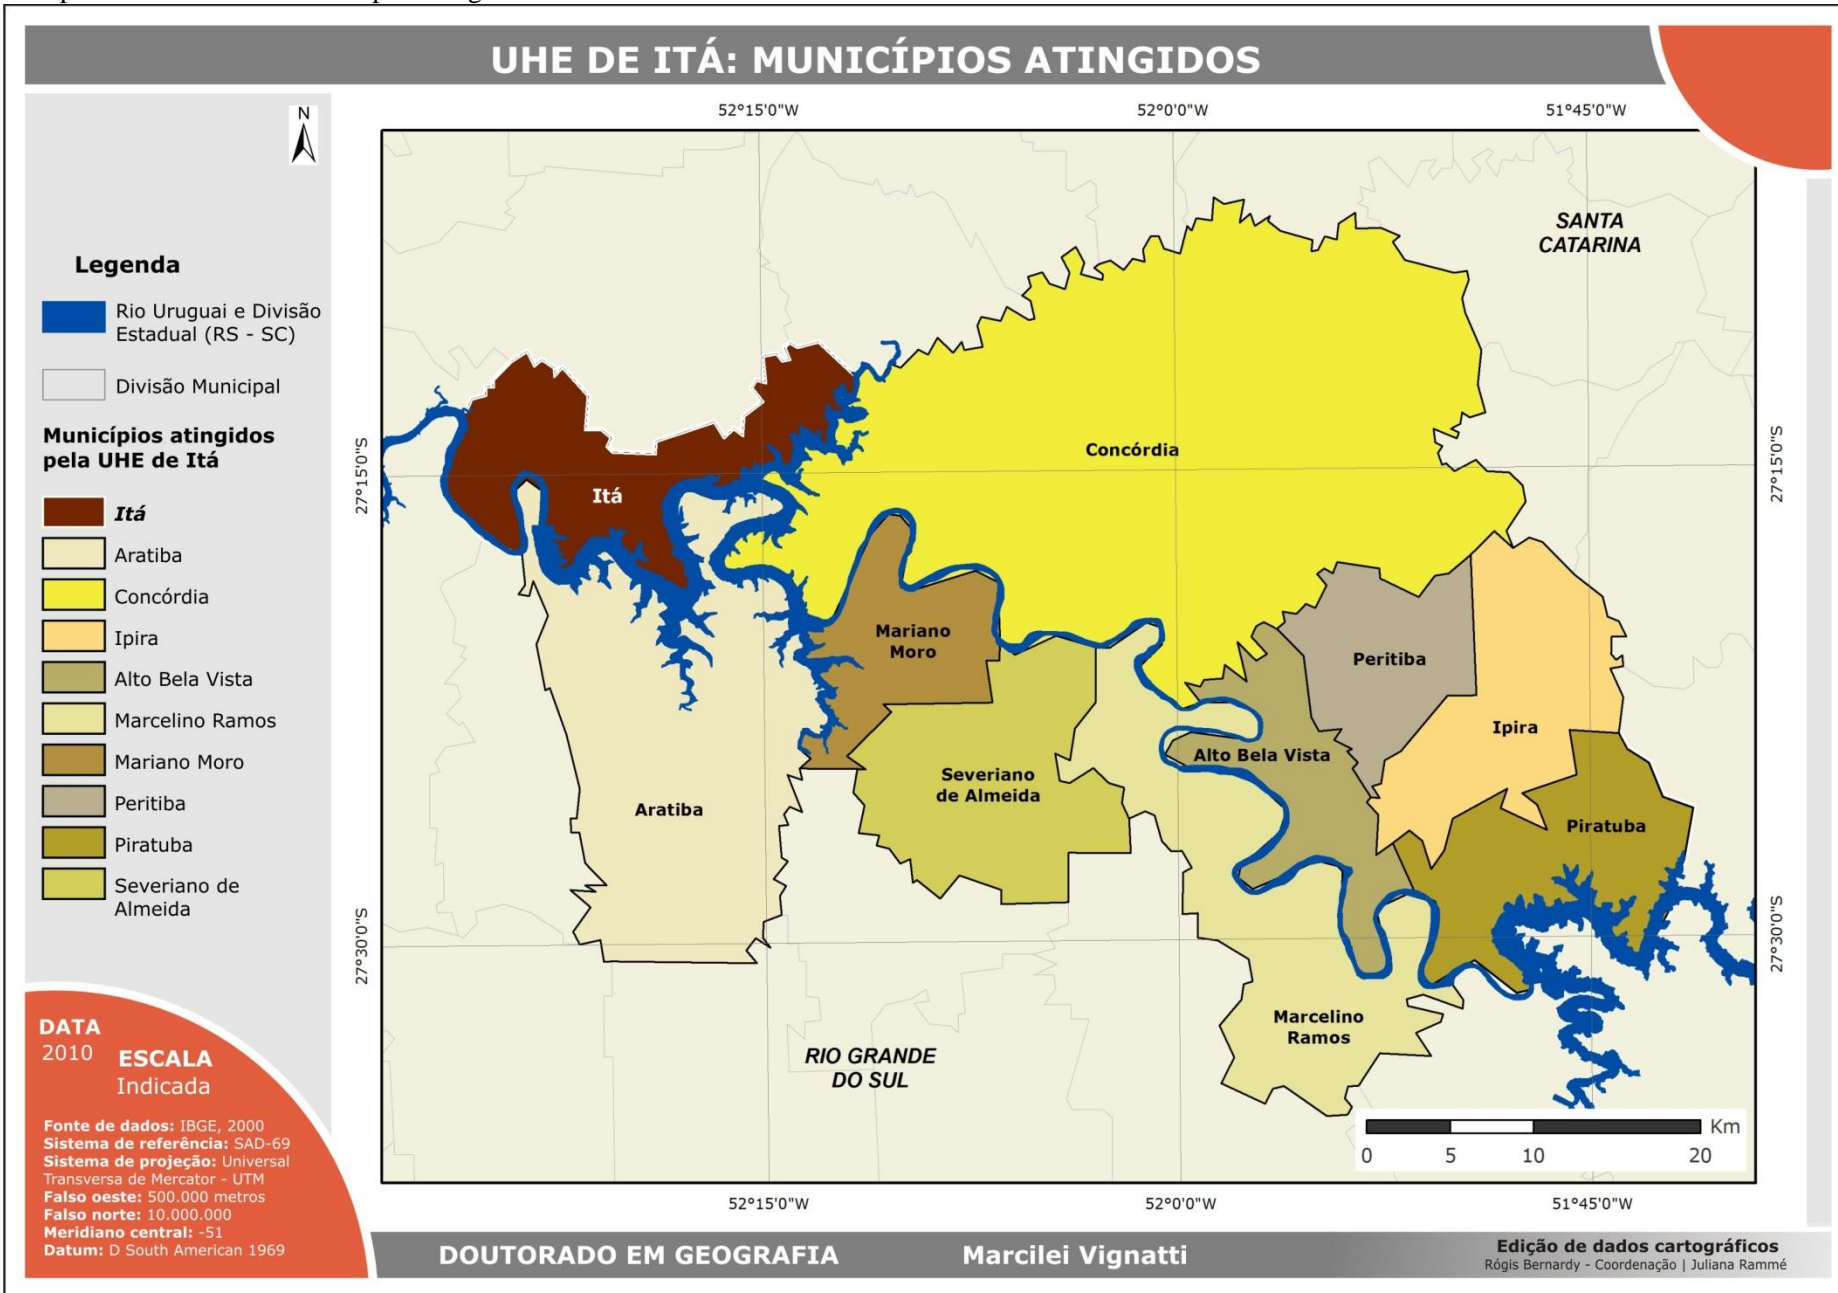 UHE DE ITÁ: MUNICÍPIOS ATINGIDOS
N
Legenda
Rio Uruguai e Divisão
Estadual (RS - SC)
Divisão Municipal
Municípios atingidos
pela UHE de Itá
Itá
Aratiba
Concórdia
Ipira
Alto Bela Vista
Marcelino Ramos
Mariano Moro
Peritiba
Piratuba
Severiano de
Almeida
DATA
2010
ESCALA
Indicada
Fonte de dados: IBGE, 2000
Sistema de referência: SAD-69
Sistema de projeção: Universal
Transversa de Mercator - UTM
Falso oeste: 500.000 metros
Falso norte: 10.000.000
Meridiano central: -51
Datum: D South American 1969
52°15'0"W
52°0'0"W
51°45'0"W
27°15'0"S
27°30'0"S
27°15'0"S
27°30'0"S
SANTA
CATARINA
Concórdia
Itá
Mariano
Moro
Peritiba
Ipira
Alto Bela Vista
Severiano
de Almeida
Aratiba
Piratuba
Marcelino
Ramos
RIO GRANDE
DO SUL
Km
0 5 10 20
52°15'0"W
52°0'0"W
51°45'0"W
DOUTORADO EM GEOGRAFIA
Marcilei Vignatti
Edição de dados cartográficos
Rógis Bernardy - Coordenação | Juliana Rammé